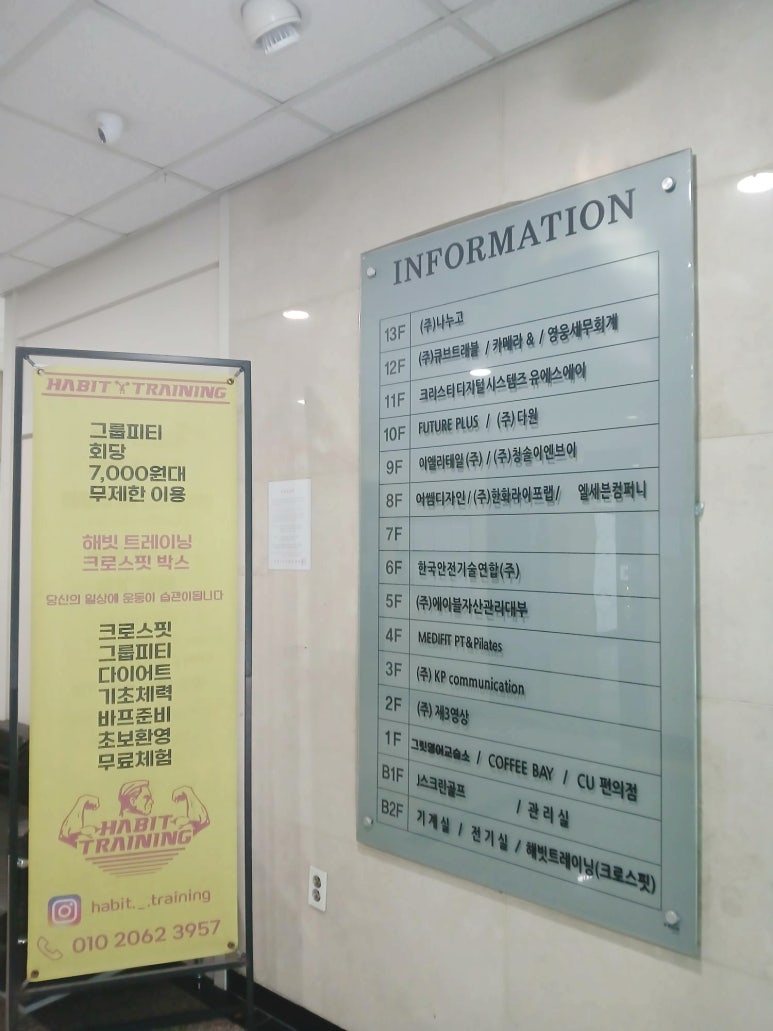 HABIT TRAINING
그룹피티
회당
7,000원대
무제한 이용
해빗 트레이닝
크로스핏 박스
당신의 일상에 운동이 습관이됩니다
크로스핏
그룹피티
다이어트
기초체력
바프준비
초보환영
무료체험
HABIT
TRAINING
habit._.training
010 2062 3957
INFORMATION
13F (주)나누고
12F (주)큐브트래블 / 카메라 & / 영웅세무회계
11F 크리스티디지털시스템즈 유에스에이
10F FUTURE PLUS / (주)다원
9F 이엘리테일(주) / (주)청솔이엔브이
8F 어쌤디자인 / (주)한화라이프랩 / 엘세븐컴퍼니
7F
6F 한국안전기술연합(주)
5F (주)에이블자산관리대부
4F MEDIFIT PT&Pilates
3F (주) KP communication
2F (주) 제3영상
1F 그릿영어교습소 / COFFEE BAY / CU 편의점
B1F J스크린골프 / 관리실
B2F 기계실 / 전기실 / 해빗트레이닝(크로스핏)